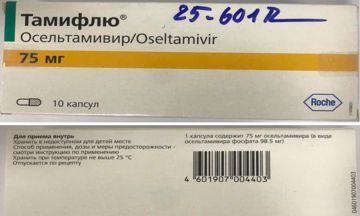 25-601л
Тамифлю®
Осельтамивир/Oseltamivir
75 мг
10 капсул
Roche
Для приема внутрь
Хранить в недоступном для детей месте
Способ применения, дозы и меры предосторожности -
смотри инструкцию по применению
Хранить при температуре не выше 25 °C
Отпускается по рецепту
1 капсула содержит 75 мг осельтамивира (в виде
осельтамивира фосфата 98.5 мг)
4 601907 004403
04601907004403